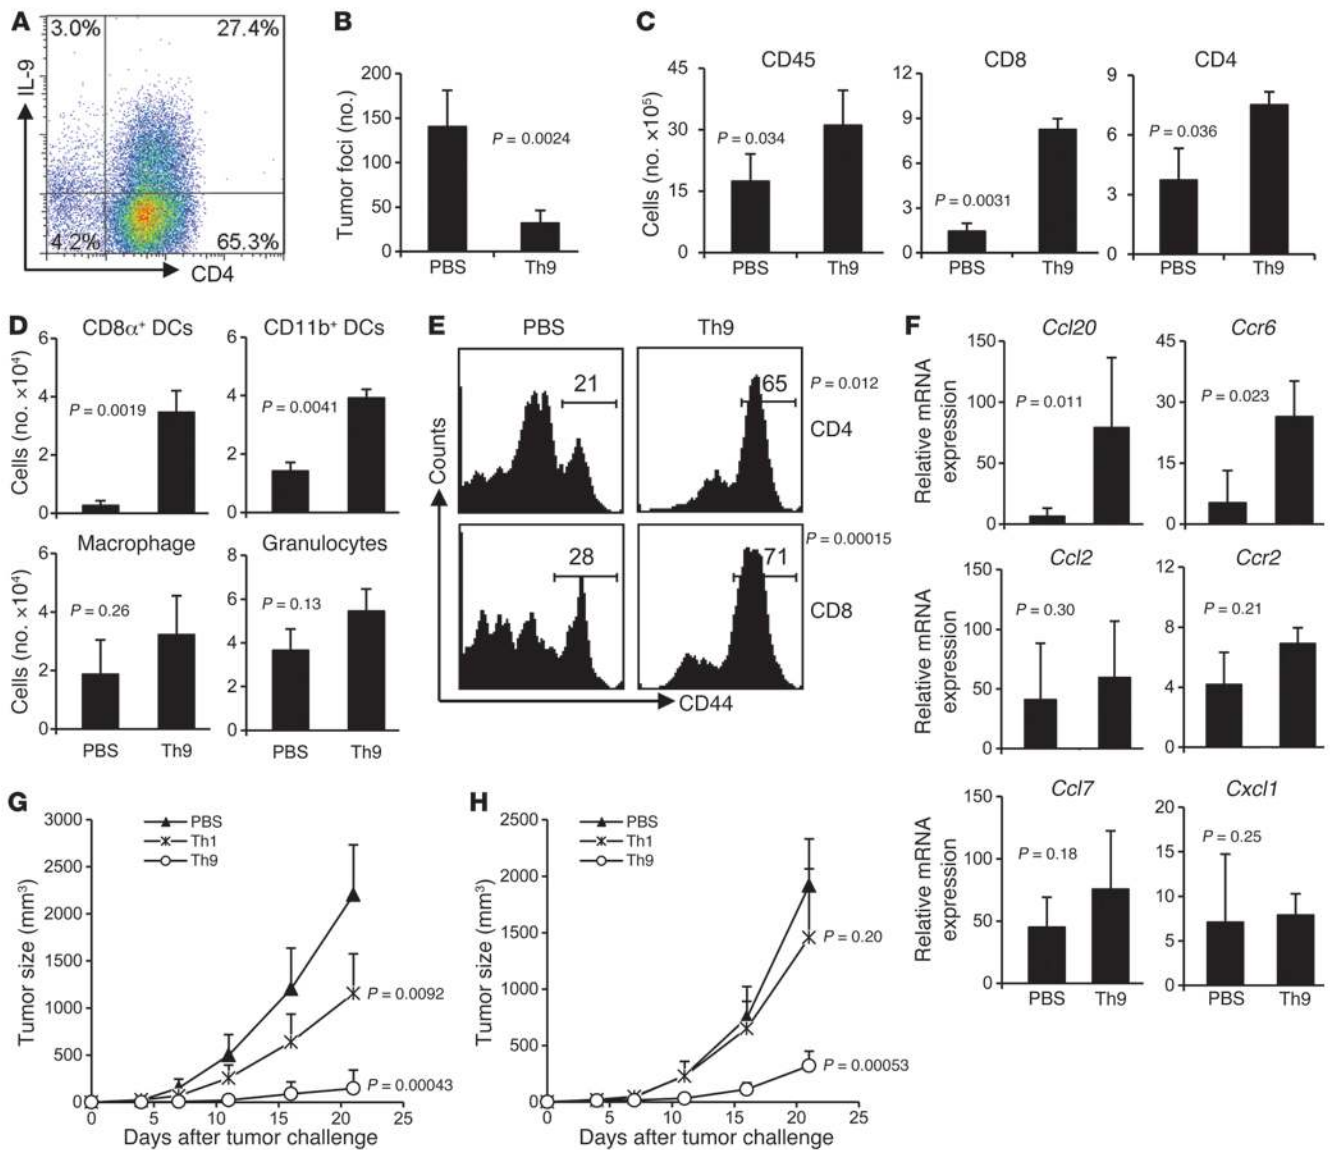 A
3.0%
27.4%
IL-9
4.2%
65.3%
CD4
B
Tumor foci (no.)
200
150
100
50
0
P = 0.0024
PBS
Th9
C
Cells (no. ×10⁵)
CD45
45
30
15
0
P = 0.034
PBS
Th9
CD8
12
9
6
3
0
P = 0.0031
PBS
Th9
CD4
9
6
3
0
P = 0.036
PBS
Th9
D
Cells (no. ×10⁴)
CD8α⁺ DCs
6
4
2
0
P = 0.0019
CD11b⁺ DCs
6
4
2
0
P = 0.0041
Cells (no. ×10⁴)
Macrophage
6
4
2
0
P = 0.26
PBS
Th9
Granulocytes
8
6
4
2
0
P = 0.13
PBS
Th9
E
PBS
Th9
21
65
P = 0.012
CD4
Counts
28
71
P = 0.00015
CD8
CD44
F
Relative mRNA
expression
Ccl20
150
100
50
0
P = 0.011
Ccr6
45
30
15
0
P = 0.023
Relative mRNA
expression
Ccl2
150
100
50
0
P = 0.30
Ccr2
12
8
4
0
P = 0.21
Relative mRNA
expression
Ccl7
150
100
50
0
P = 0.18
PBS
Th9
Cxcl1
20
15
10
5
0
P = 0.25
PBS
Th9
G
Tumor size (mm³)
3000
2500
2000
1500
1000
500
0
PBS
Th1
Th9
P = 0.0092
P = 0.00043
0 5 10 15 20 25
Days after tumor challenge
H
Tumor size (mm³)
2500
2000
1500
1000
500
0
PBS
Th1
Th9
P = 0.20
P = 0.00053
0 5 10 15 20 25
Days after tumor challenge